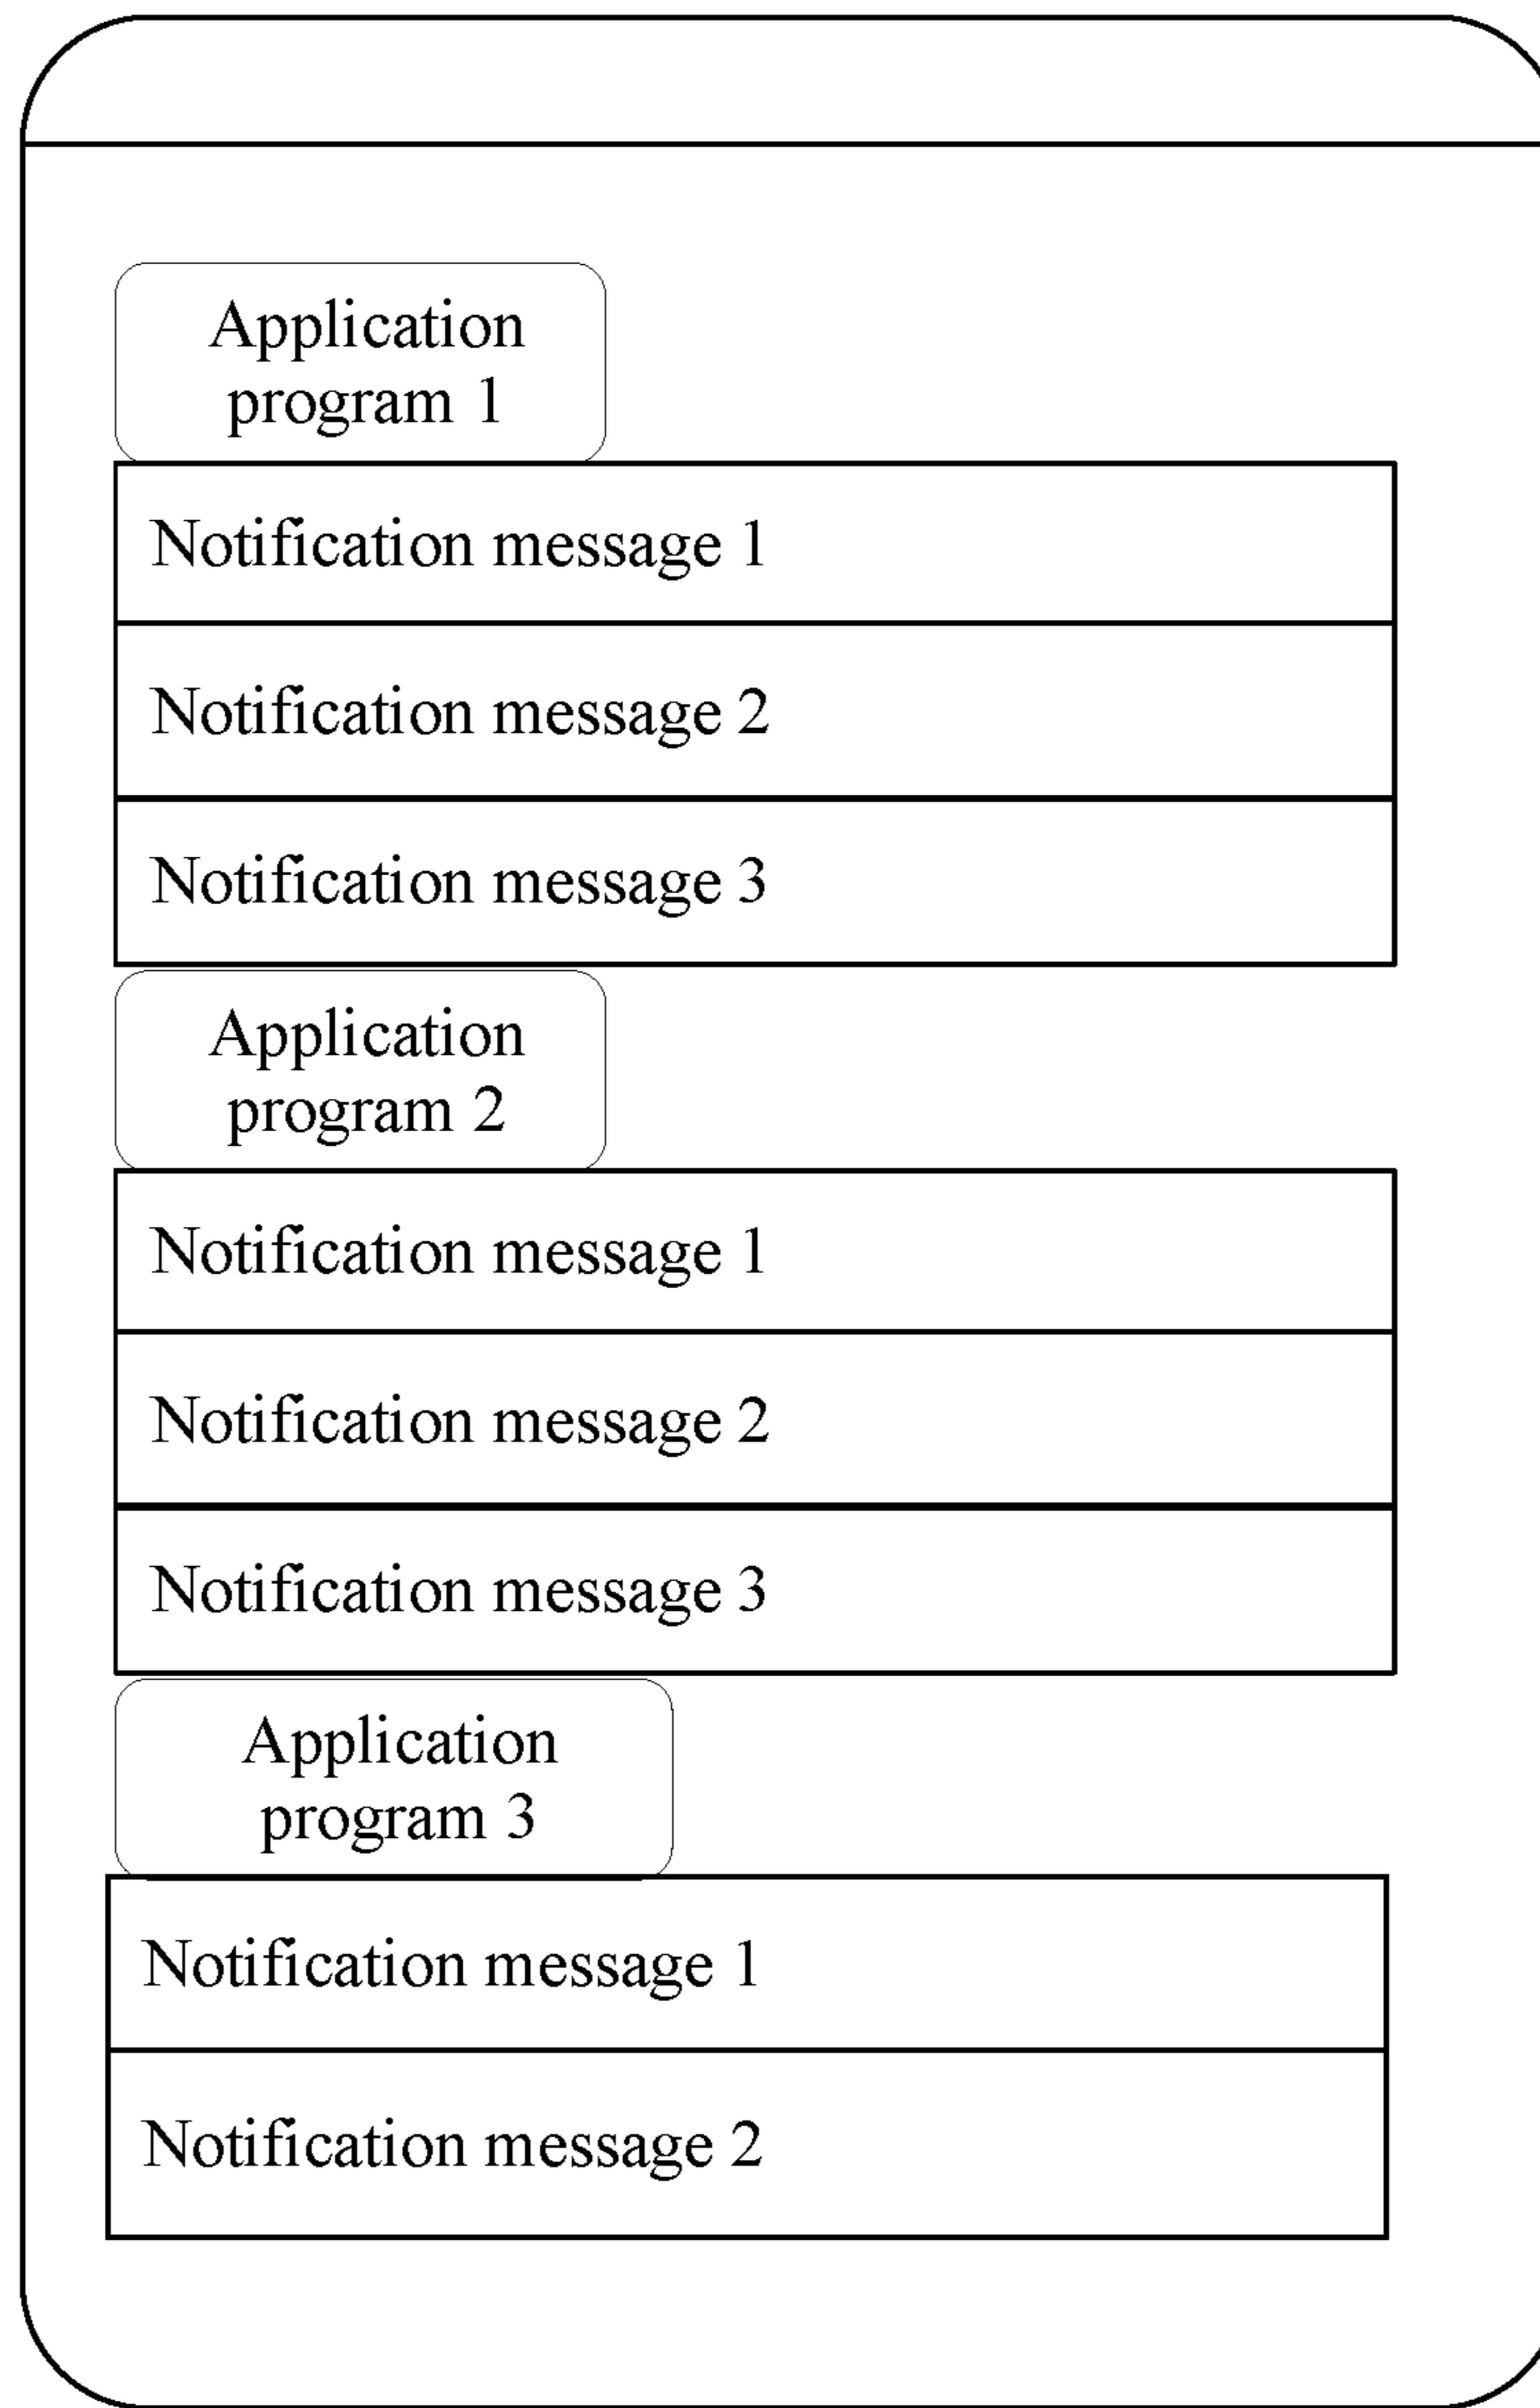 Application
program 1
Notification message 1
Notification message 2
Notification message 3
Application
program 2
Notification message 1
Notification message 2
Notification message 3
Application
program 3
Notification message 1
Notification message 2